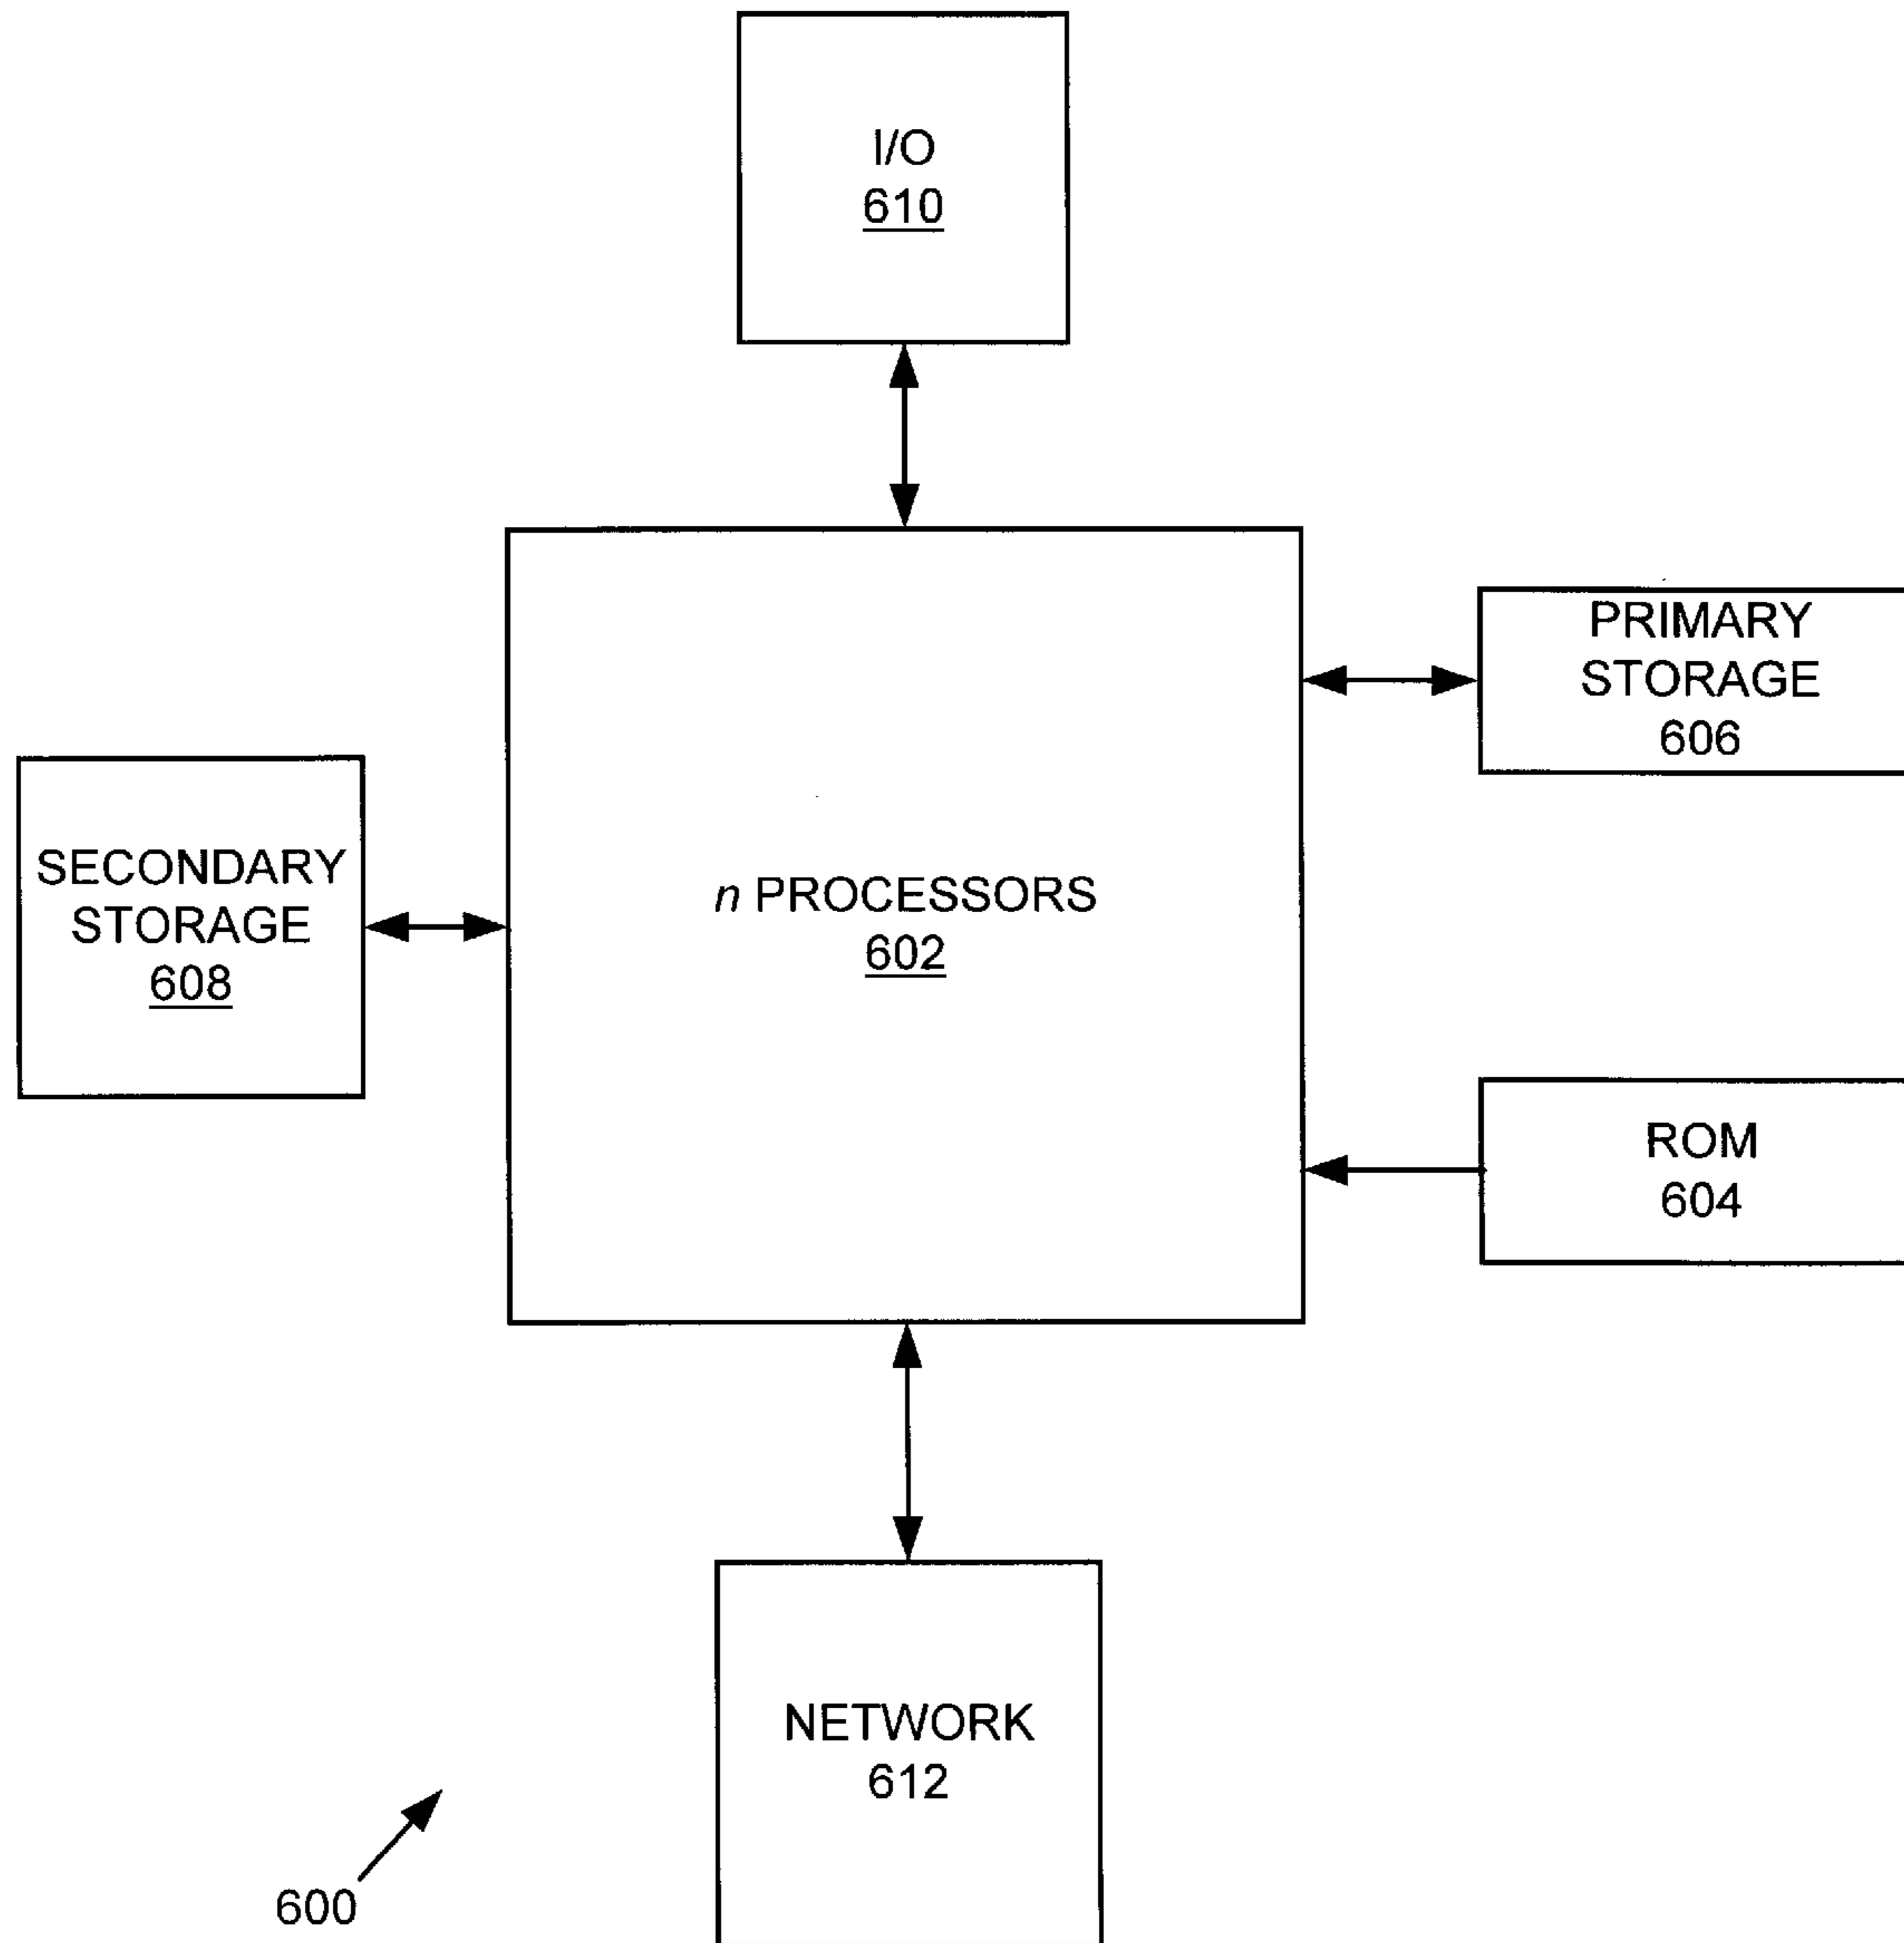 I/O
610
PRIMARY
STORAGE
606
SECONDARY
STORAGE
608
n PROCESSORS
602
ROM
604
NETWORK
612
600